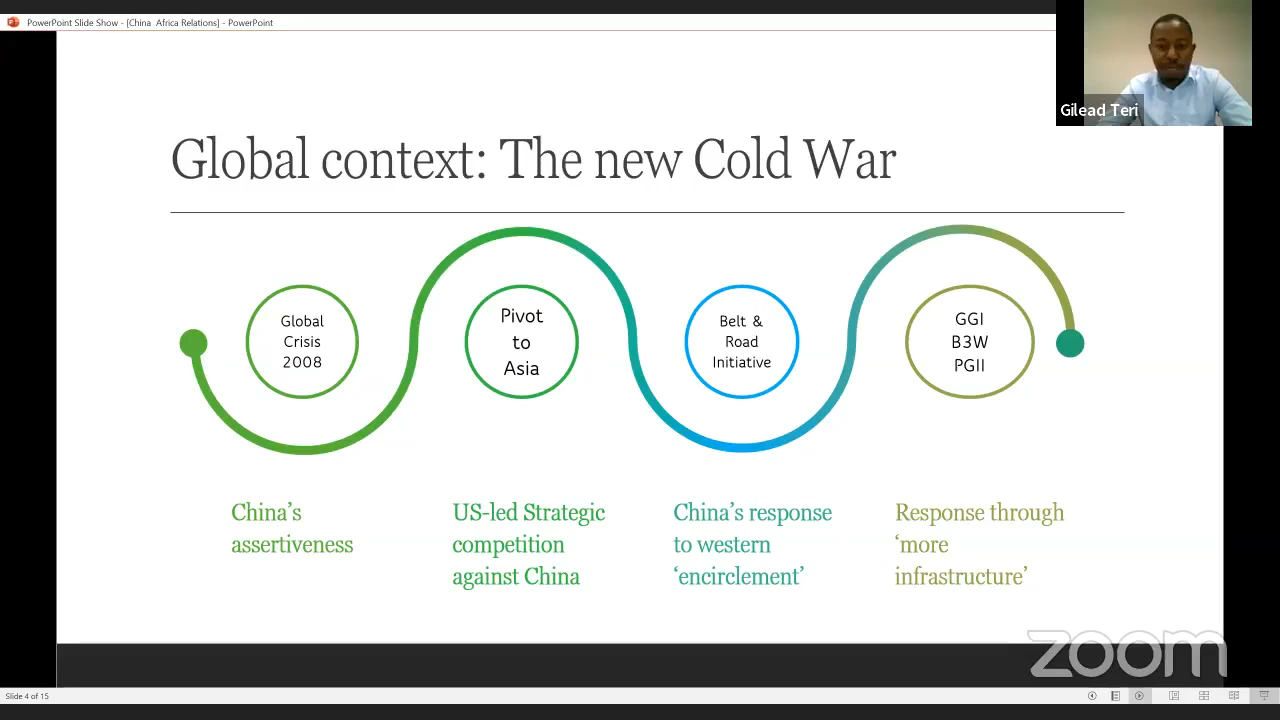 PowerPoint Slide Show - [China Africa Relations] - PowerPoint
Gilead Teri
Global context: The new Cold War
Global
Crisis
2008
Pivot
to
Asia
Belt &
Road
Initiative
GGI
B3W
PGII
China’s
assertiveness
US-led Strategic
competition
against China
China’s response
to western
‘encirclement’
Response through
‘more
infrastructure’
zoom
Slide 4 of 15